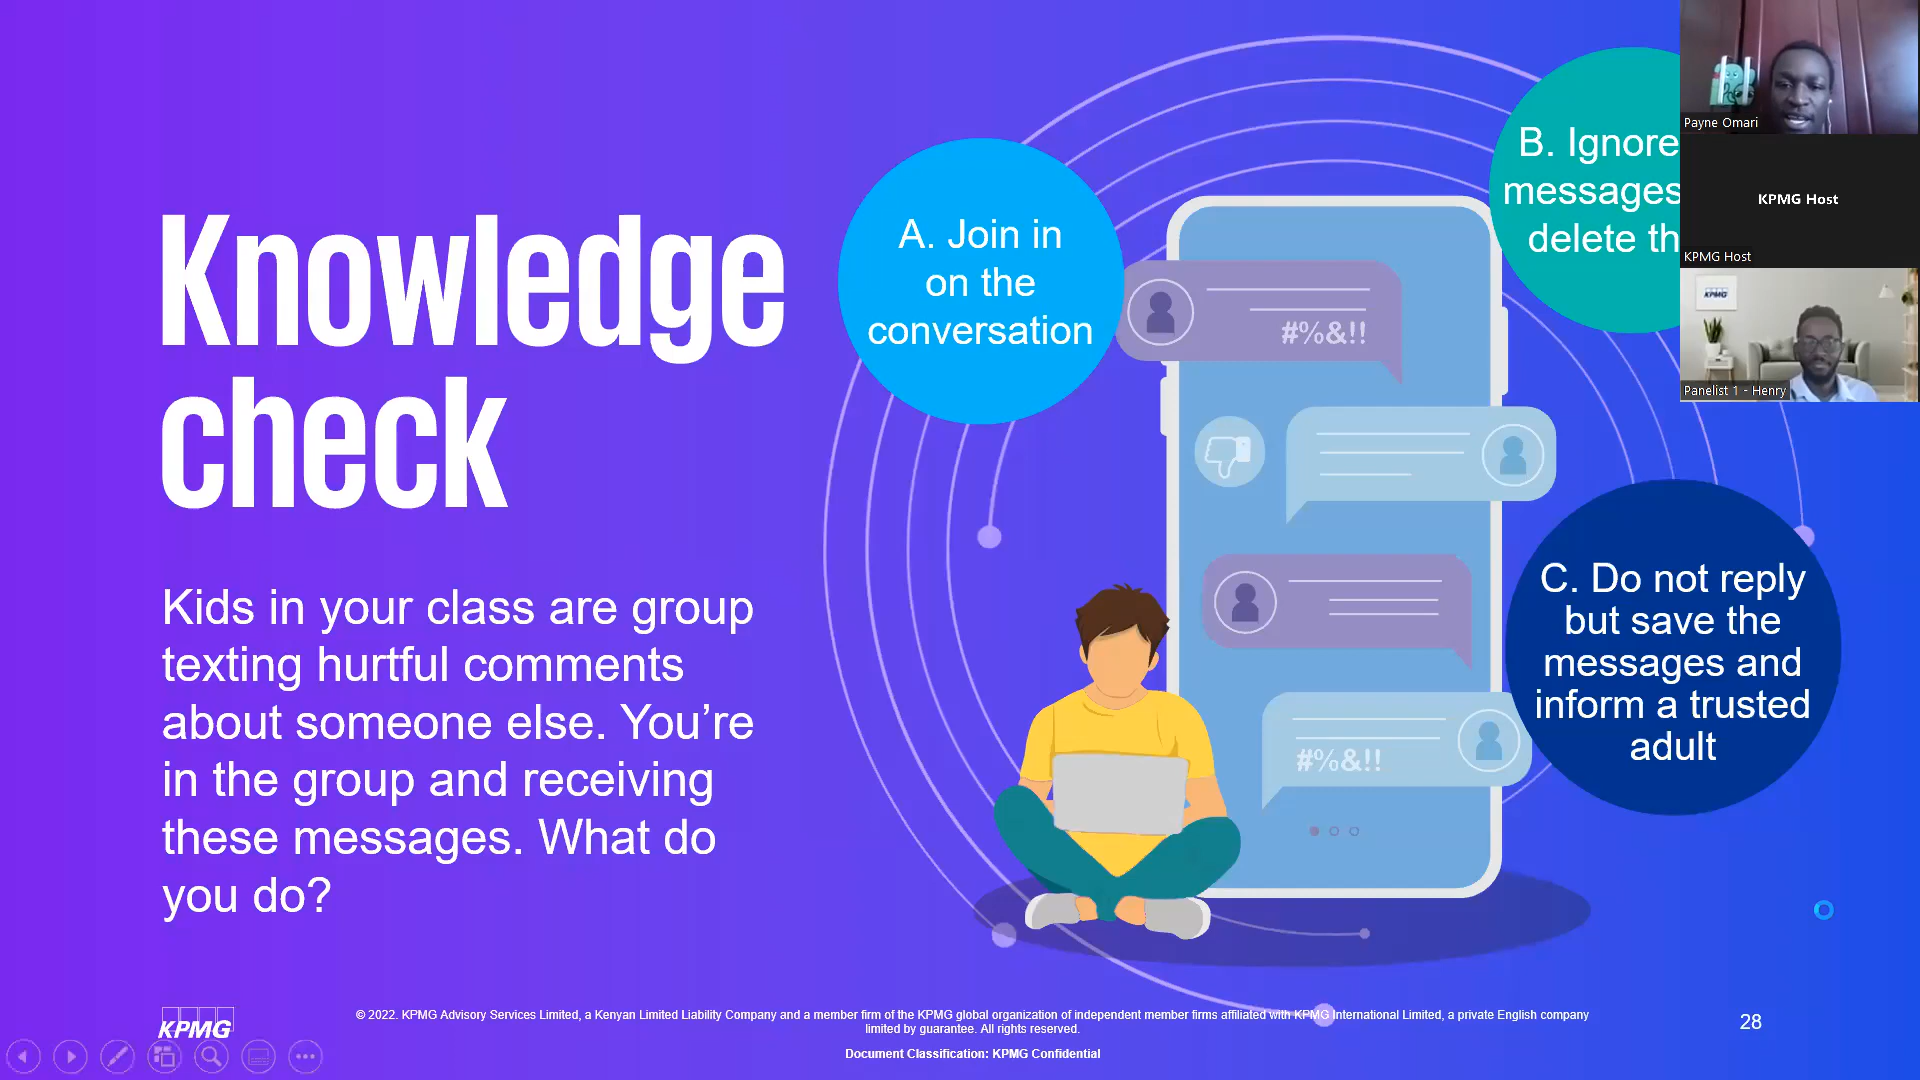 Knowledge
check
Kids in your class are group
texting hurtful comments
about someone else. You’re
in the group and receiving
these messages. What do
you do?
A. Join in
on the
conversation
B. Ignore
messages
delete th
C. Do not reply
but save the
messages and
inform a trusted
adult
#%&!!
#%&!!
Payne Omari
KPMG Host
KPMG Host
KPMG
Panelist 1 - Henry
KPMG
© 2022. KPMG Advisory Services Limited, a Kenyan Limited Liability Company and a member firm of the KPMG global organization of independent member firms affiliated with KPMG International Limited, a private English company
limited by guarantee. All rights reserved.
Document Classification: KPMG Confidential
28